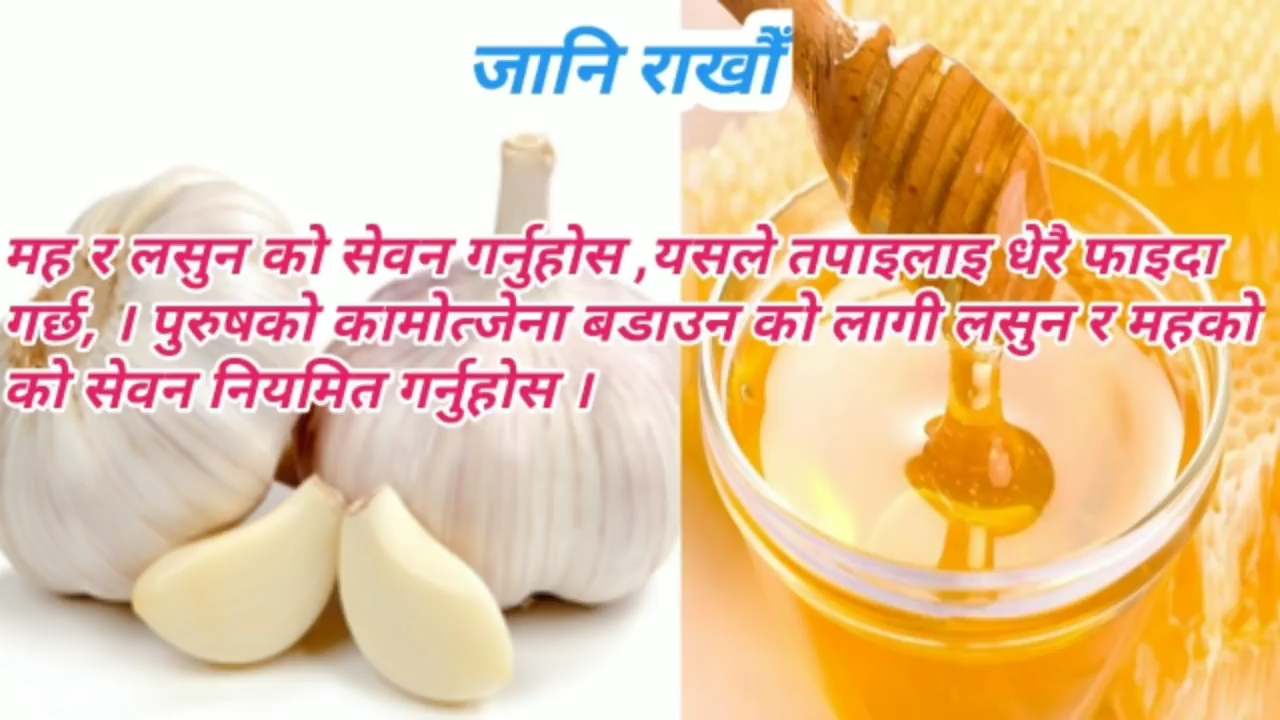 जानि राखौँ
मह र लसुन को सेवन गर्नुहोस ,यसले तपाइलाइ धेरै फाइदा
गर्छ, । पुरुषको कामोत्जेना बडाउन को लागी लसुन र महको
को सेवन नियमित गर्नुहोस ।